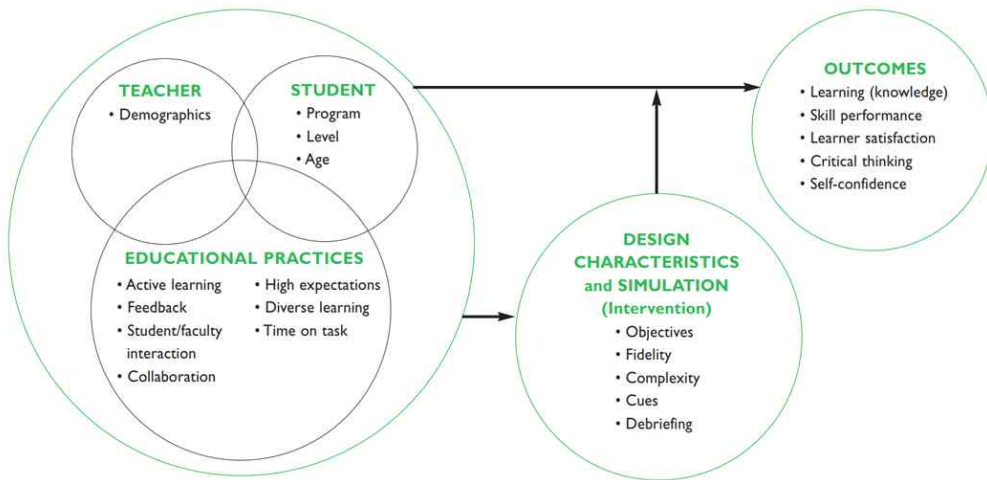 TEACHER
• Demographics
STUDENT
• Program
• Level
• Age
EDUCATIONAL PRACTICES
• Active learning
• Feedback
• Student/faculty
interaction
• Collaboration
• High expectations
• Diverse learning
• Time on task
DESIGN
CHARACTERISTICS
and SIMULATION
(Intervention)
• Objectives
• Fidelity
• Complexity
• Cues
• Debriefing
OUTCOMES
• Learning (knowledge)
• Skill performance
• Learner satisfaction
• Critical thinking
• Self-confidence